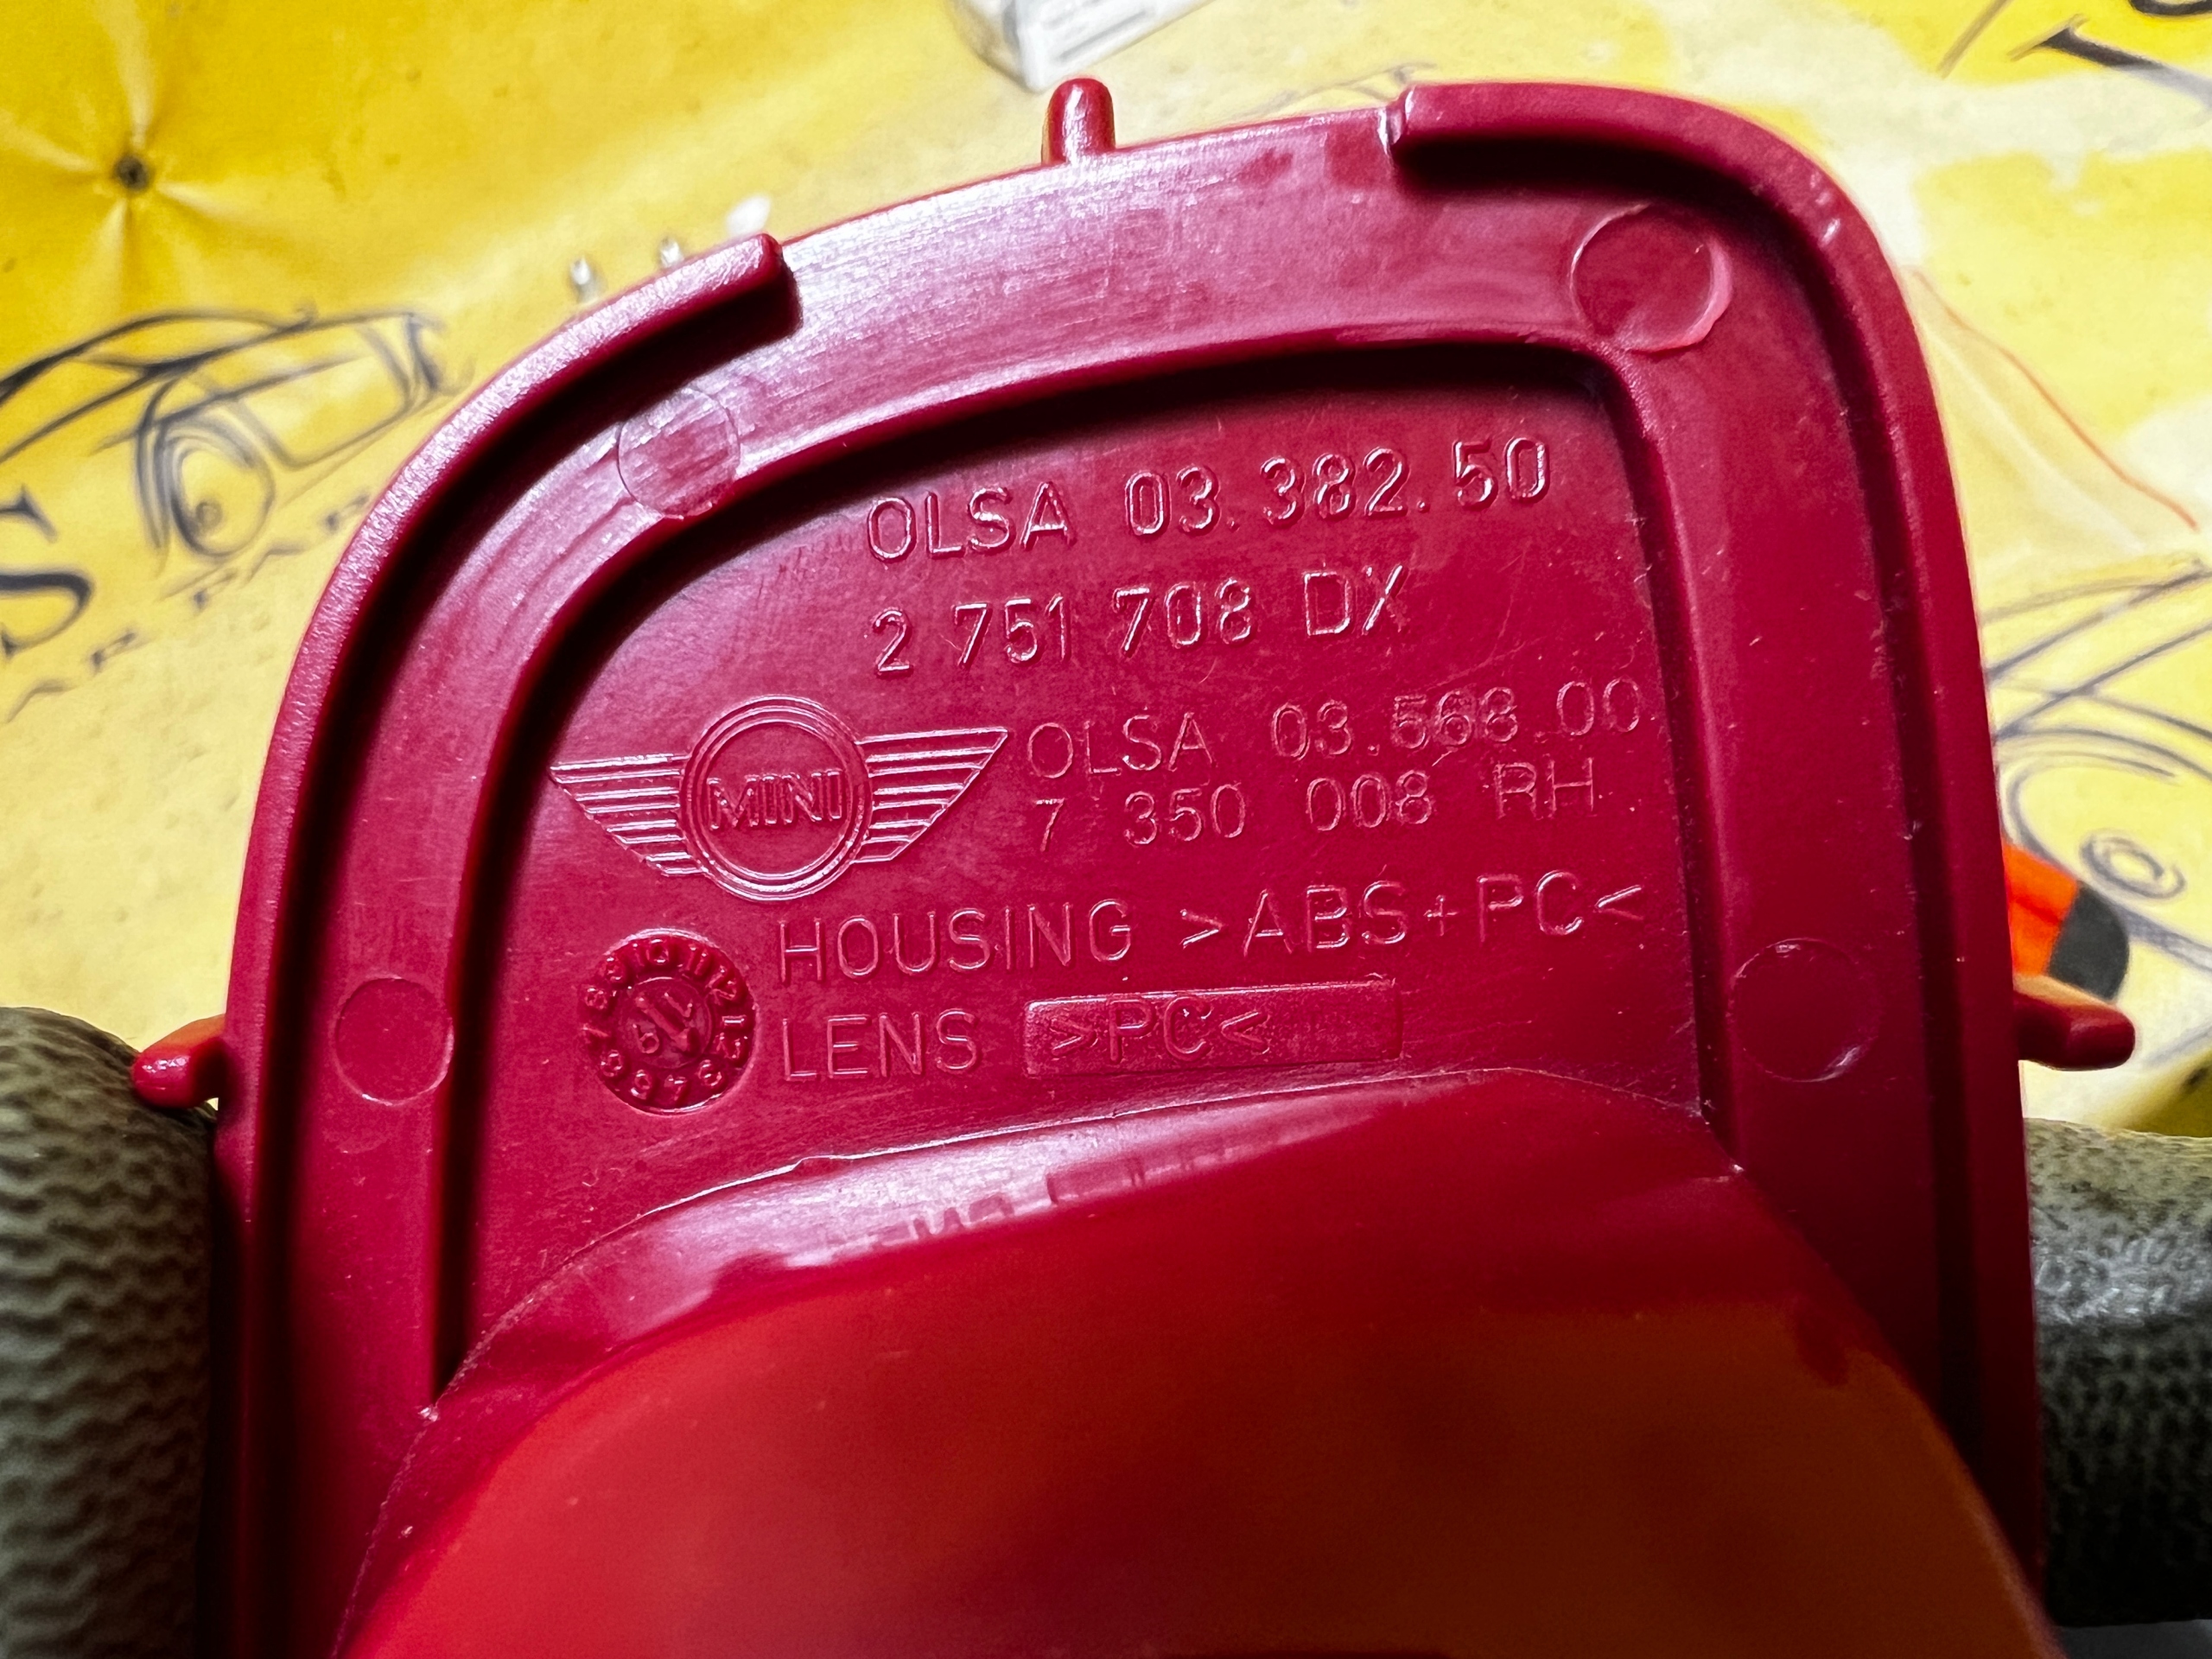 OLSA 03.382.50
2 751 708 DX
MINI
OLSA 03.568.00
7 350 008 RH
HOUSING >ABS+PC<
LENS >PC<